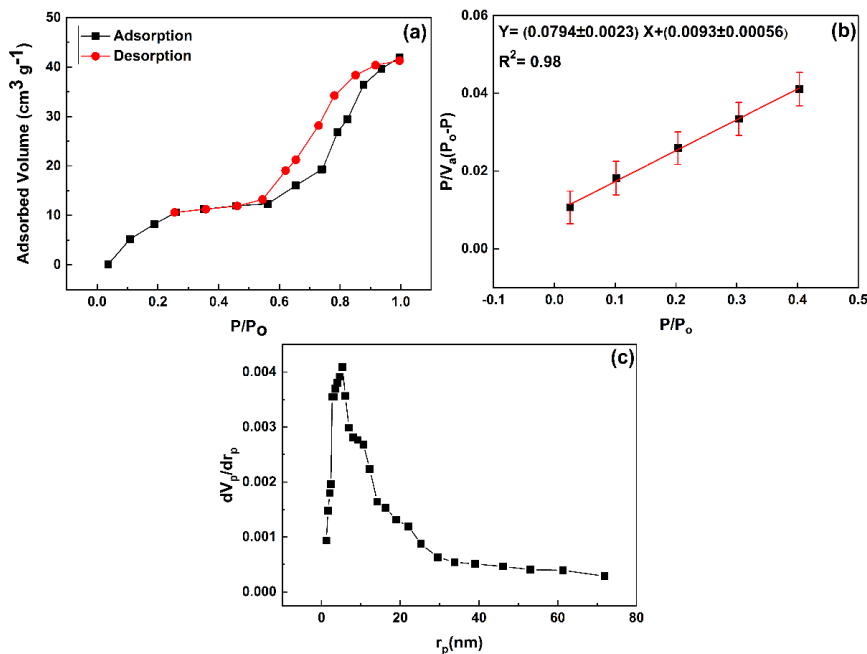 (a)
Adsorption
Desorption
Adsorbed Volume (cm³ g⁻¹)
50
40
30
20
10
0
0.0 0.2 0.4 0.6 0.8 1.0
P/Po
(b)
Y= (0.0794±0.0023) X+(0.0093±0.00056)
R²= 0.98
P/Vₐ(Pₒ-P)
0.06
0.04
0.02
0.00
-0.1 0.0 0.1 0.2 0.3 0.4 0.5
P/Pₒ
(c)
dVₚ/drₚ
0.004
0.003
0.002
0.001
0.000
0 20 40 60 80
rₚ(nm)